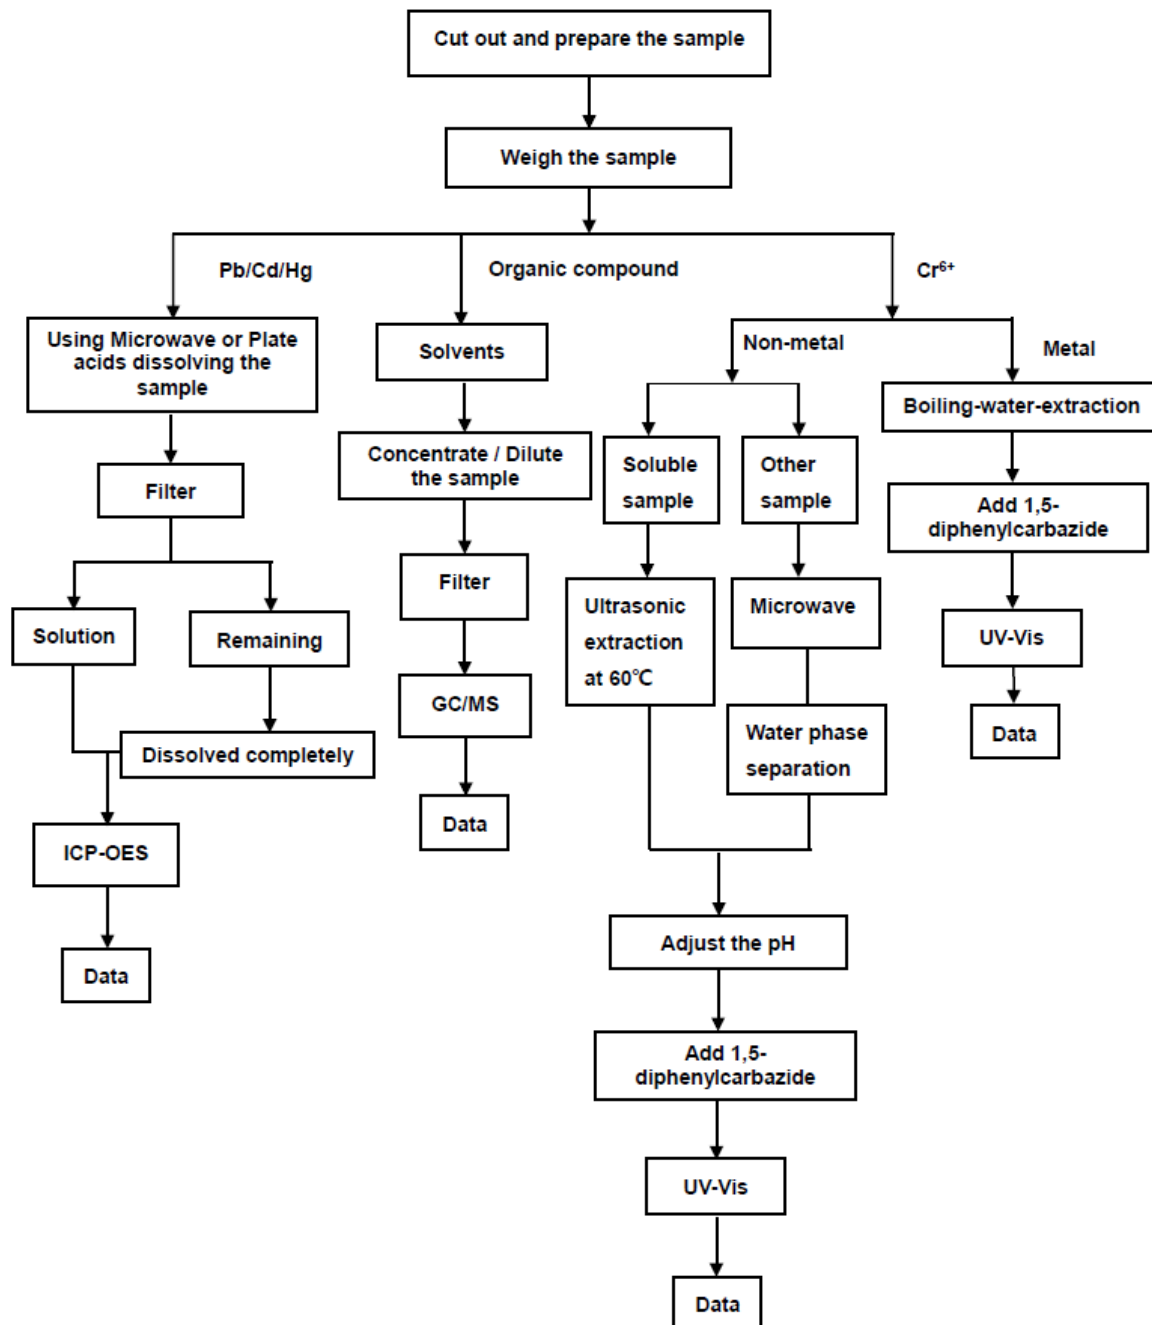 Cut out and prepare the sample
Weigh the sample
Pb/Cd/Hg
Organic compound
Cr⁶⁺
Using Microwave or Plate
acids dissolving the
sample
Filter
Solution
Remaining
Dissolved completely
ICP-OES
Data
Solvents
Concentrate / Dilute
the sample
Filter
GC/MS
Data
Non-metal
Soluble
sample
Other
sample
Ultrasonic
extraction
at 60℃
Microwave
Water phase
separation
Adjust the pH
Add 1,5-
diphenylcarbazide
UV-Vis
Data
Metal
Boiling-water-extraction
Add 1,5-
diphenylcarbazide
UV-Vis
Data